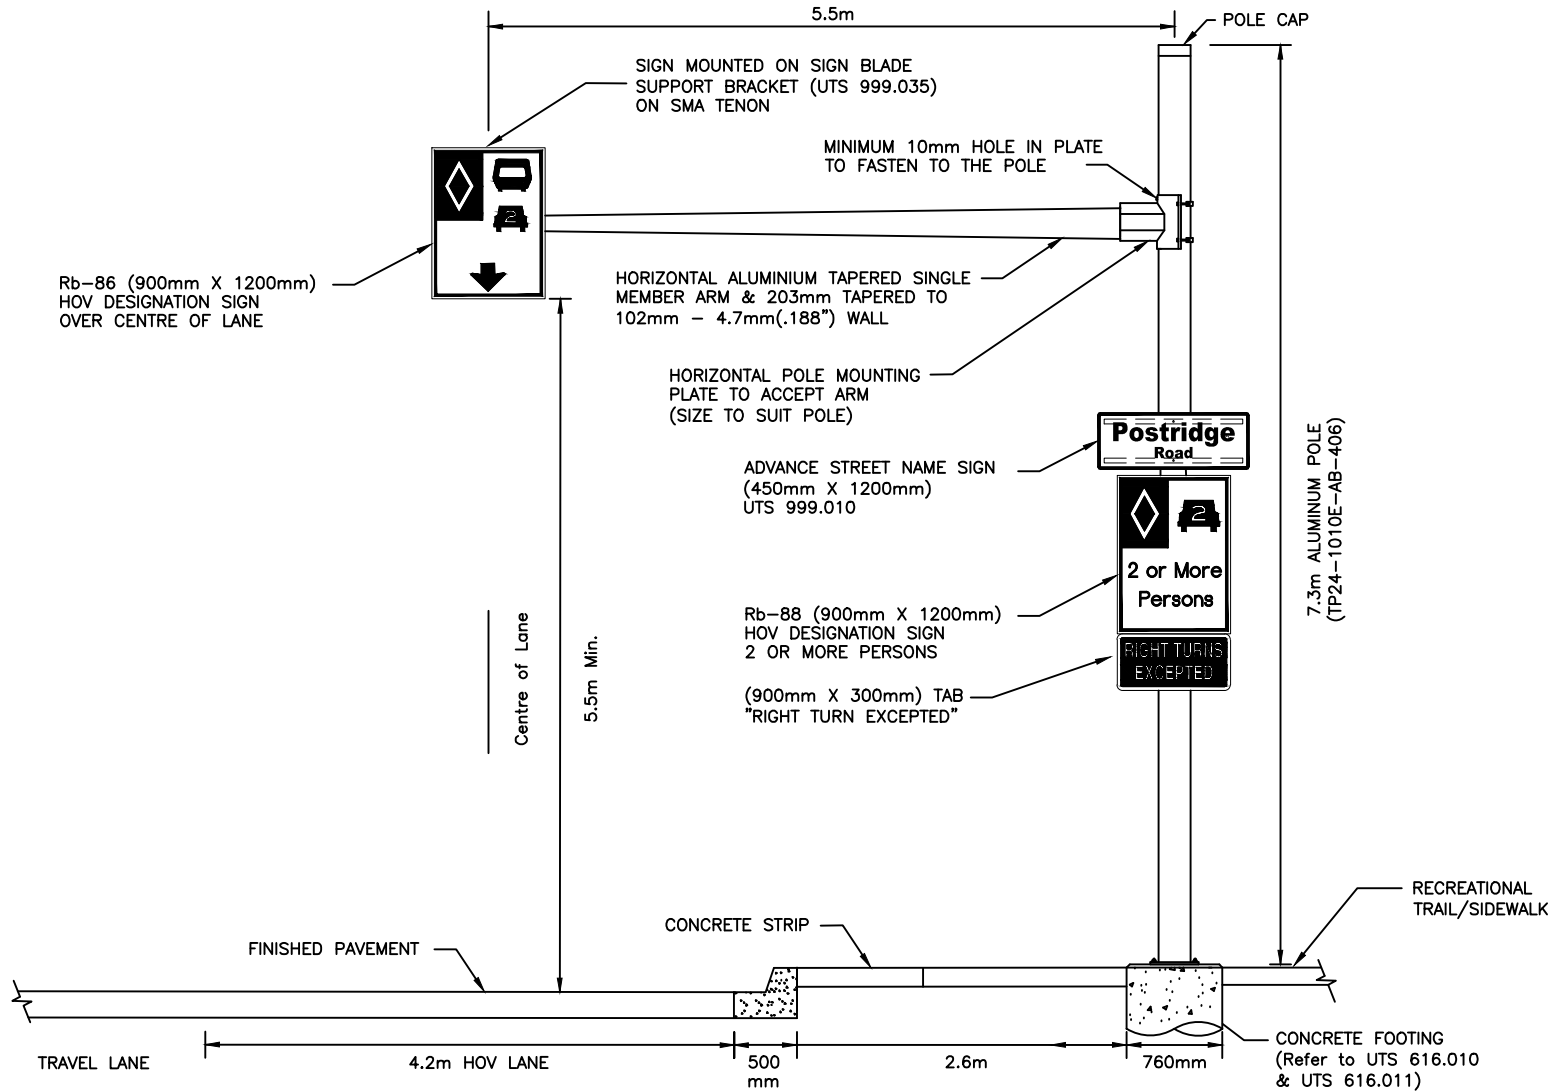 5.5m
POLE CAP
SIGN MOUNTED ON SIGN BLADE
SUPPORT BRACKET (UTS 999.035)
ON SMA TENON
MINIMUM 10mm HOLE IN PLATE
TO FASTEN TO THE POLE
2
Rb-86 (900mm X 1200mm)
HOV DESIGNATION SIGN
OVER CENTRE OF LANE
HORIZONTAL ALUMINIUM TAPERED SINGLE
MEMBER ARM & 203mm TAPERED TO
102mm - 4.7mm(.188") WALL
HORIZONTAL POLE MOUNTING
PLATE TO ACCEPT ARM
(SIZE TO SUIT POLE)
Postridge
Road
ADVANCE STREET NAME SIGN
(450mm X 1200mm)
UTS 999.010
7.3m ALUMINUM POLE
(TP24-1010E-AB-406)
2
2 or More
Persons
Rb-88 (900mm X 1200mm)
HOV DESIGNATION SIGN
2 OR MORE PERSONS
RIGHT TURNS
EXCEPTED
(900mm X 300mm) TAB
"RIGHT TURN EXCEPTED"
Centre of Lane
5.5m Min.
RECREATIONAL
TRAIL/SIDEWALK
CONCRETE STRIP
FINISHED PAVEMENT
TRAVEL LANE
4.2m HOV LANE
500
mm
2.6m
760mm
CONCRETE FOOTING
(Refer to UTS 616.010
& UTS 616.011)